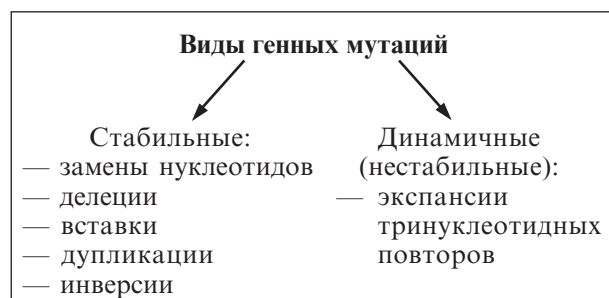 Виды генных мутаций
Стабильные:
— замены нуклеотидов
— делеции
— вставки
— дупликации
— инверсии
Динамичные
(нестабильные):
— экспансии
тринуклеотидных
повторов